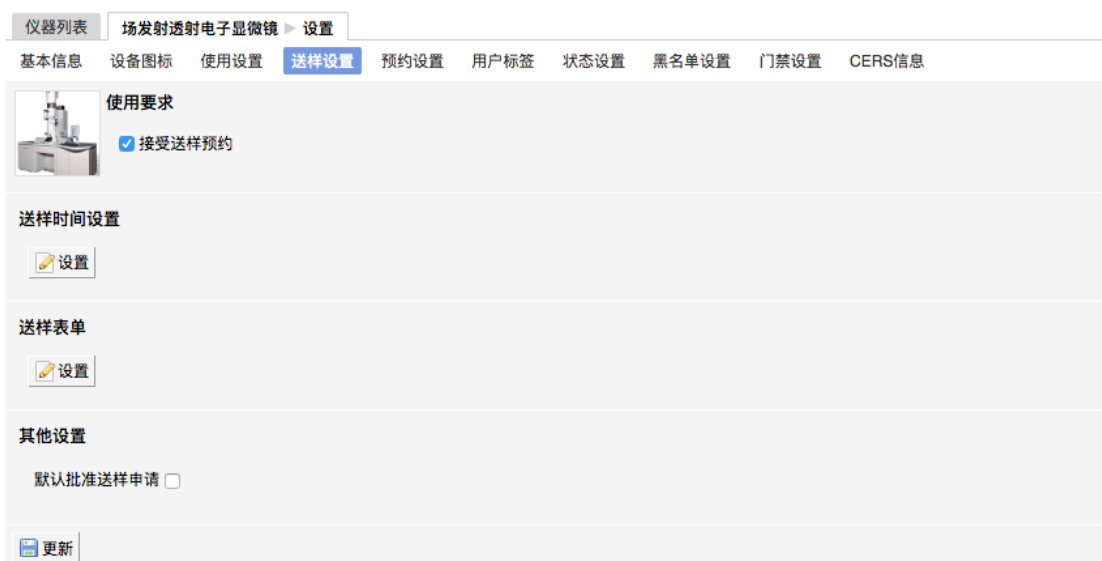 仪器列表 场发射透射电子显微镜 ▶ 设置
基本信息 设备图标 使用设置 送样设置 预约设置 用户标签 状态设置 黑名单设置 门禁设置 CERS信息
使用要求
接受送样预约
送样时间设置
设置
送样表单
设置
其他设置
默认批准送样申请
更新